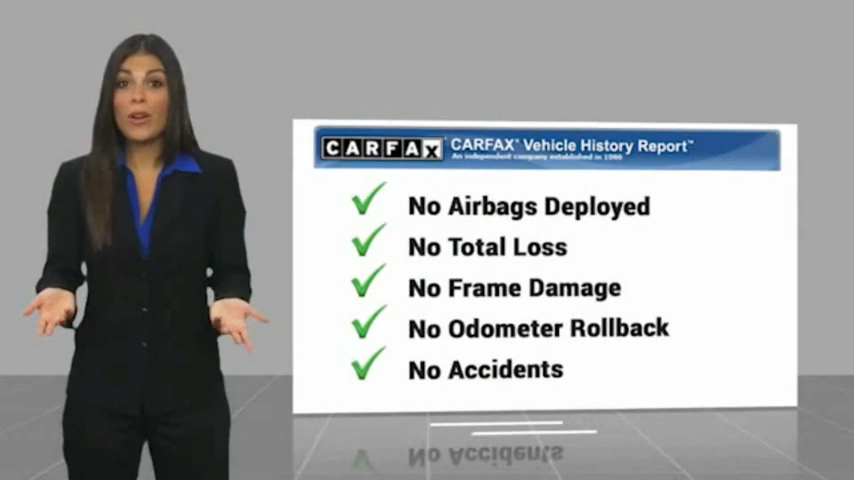 CARFAX CARFAX™ Vehicle History Report™
An independent company established in 1986
No Airbags Deployed
No Total Loss
No Frame Damage
No Odometer Rollback
No Accidents
No Accidents